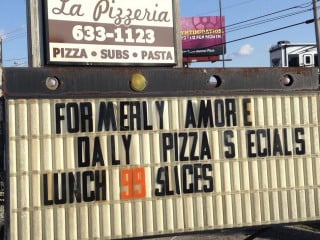 La Pizzeria
633-1123
PIZZA • SUBS • PASTA
FORMERLY AMORE
DALY PIZZA S ECIALS
LUNCH 99 SLICES